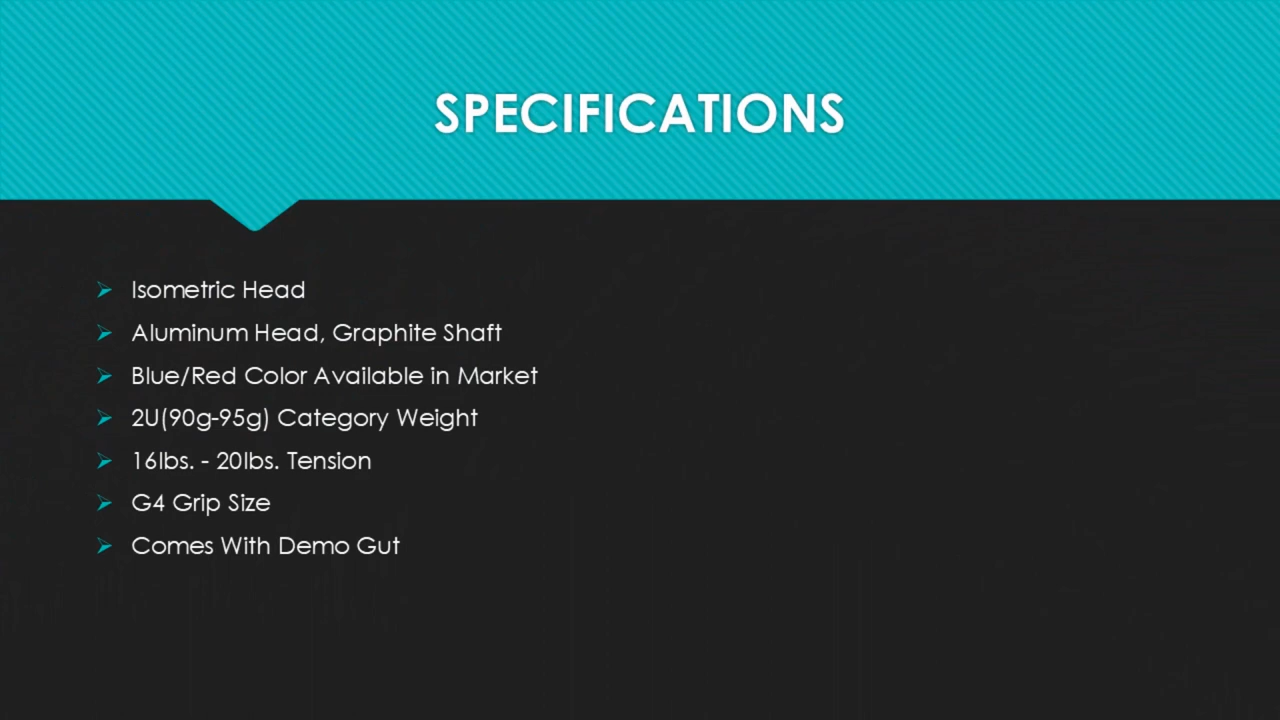 SPECIFICATIONS
Isometric Head
Aluminum Head, Graphite Shaft
Blue/Red Color Available in Market
2U(90g-95g) Category Weight
16lbs. - 20lbs. Tension
G4 Grip Size
Comes With Demo Gut